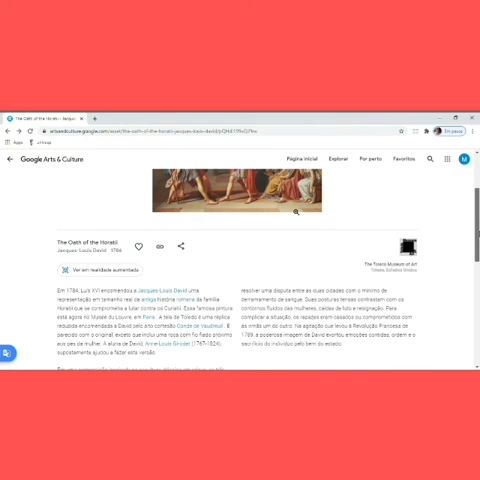 The Oath of the Horatii - Jacques
artsandculture.google.com/asset/the-oath-of-the-horatii-jacques-louis-david/
Em pausa
Apps
Google Arts & Culture
Página inicial
Explorar
Por perto
Favoritos
M
The Oath of the Horatii
Jacques-Louis David 1784
The Toledo Museum of Art
Toledo, Estados Unidos
Ver em realidade aumentada
Em 1784, Luís XVI encomendou a Jacques-Louis David uma
representação em tamanho real da antiga história romana da família
Horatii que se comprometia a lutar contra os Curiatii. Essa famosa pintura
está agora no Musée du Louvre, em Paris . A tela de Toledo é uma réplica
reduzida encomendada a David pelo alto cortesão Conde de Vaudreuil . É
parecido com o original, exceto que inclui uma roca com fio fiado próximo
aos pés da mulher. A aluna de David, Anne-Louis Girodet (1767-1824),
supostamente ajudou a fazer esta versão.
resolver uma disputa entre as duas cidades com o mínimo de
derramamento de sangue. Duas posturas tensas contrastam com os
contornos fluidos das mulheres, caídas de foto e resignação. Para
complicar a situação, os rapazes eram casados ou comprometidos com
as irmãs um do outro. Na agitação que levou à Revolução Francesa de
1789, a poderosa imagem de David exortou emoções contidas, ordem e o
sacrifício do indivíduo pelo bem do estado.